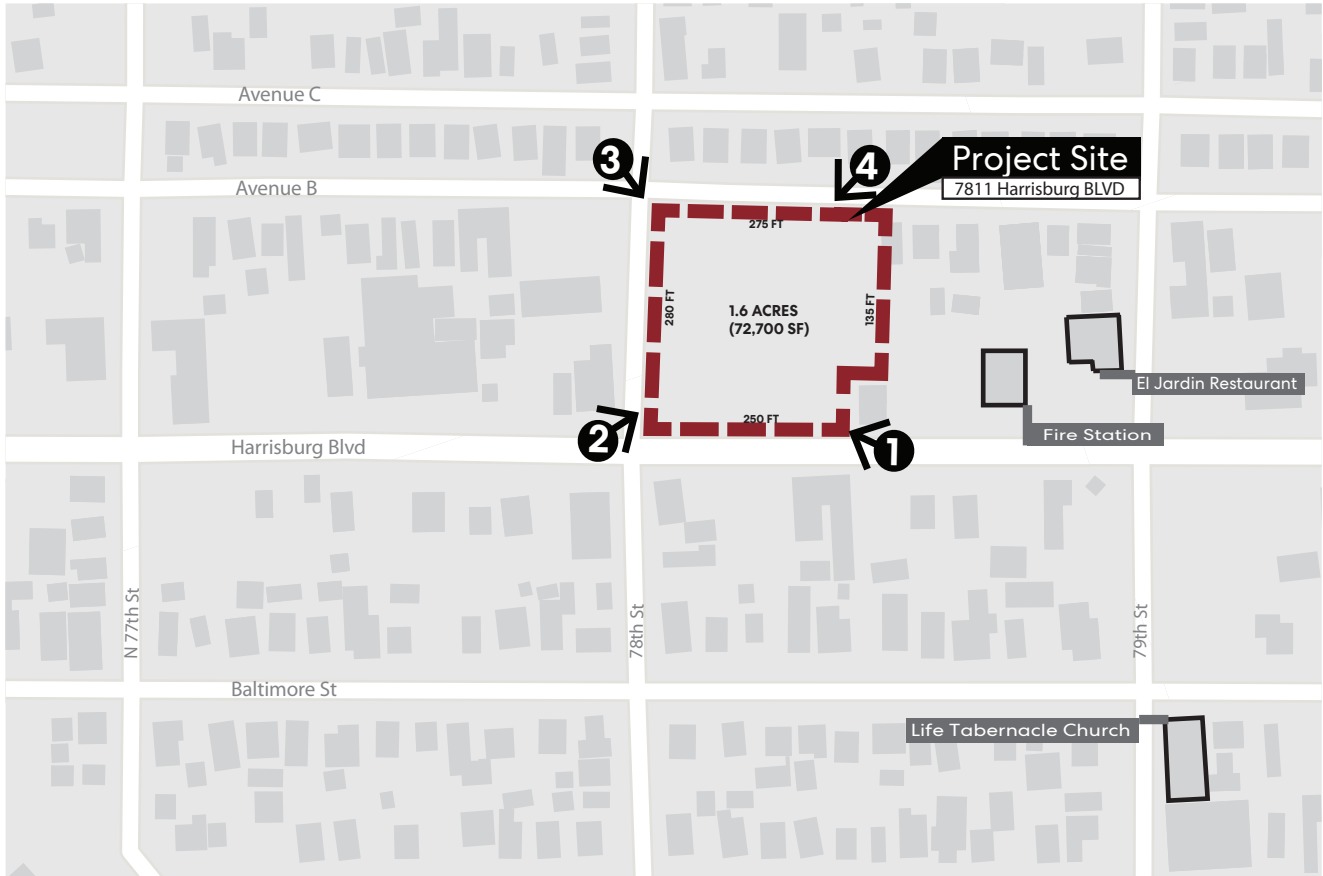 Avenue C
3
4
Project Site
7811 Harrisburg BLVD
Avenue B
275 FT
280 FT
1.6 ACRES
(72,700 SF)
135 FT
El Jardin Restaurant
250 FT
Fire Station
2
1
Harrisburg Blvd
N 77th St
78th St
79th St
Baltimore St
Life Tabernacle Church